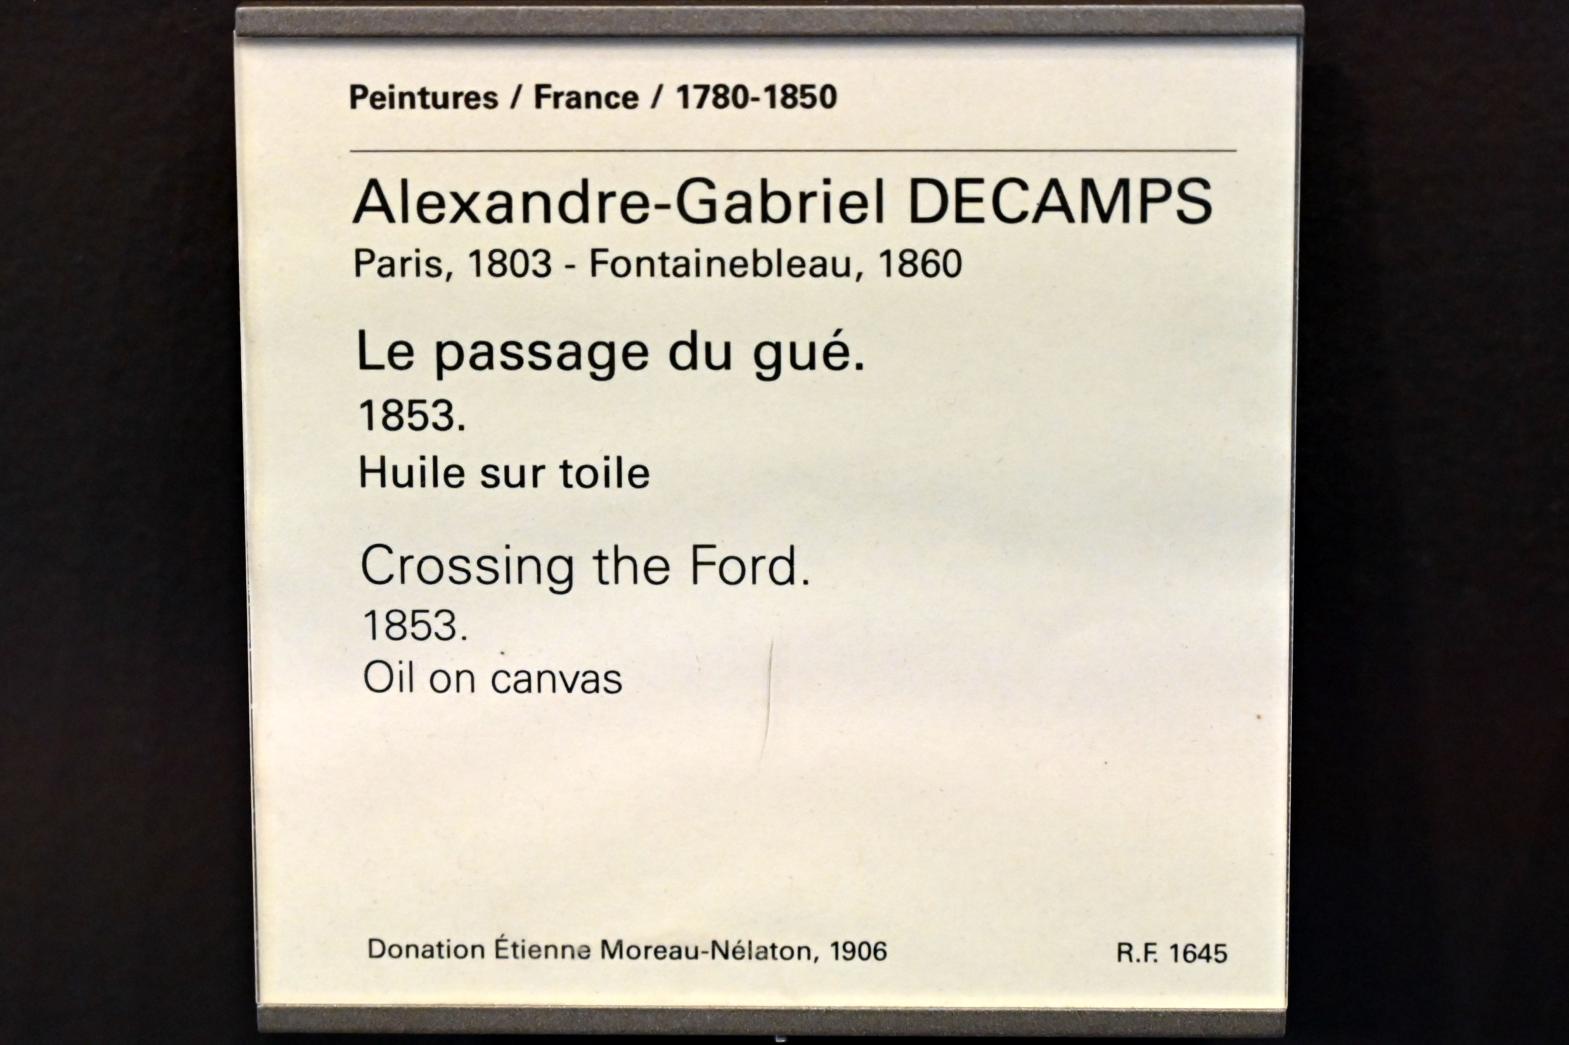 Peintures / France / 1780-1850
Alexandre-Gabriel DECAMPS
Paris, 1803 - Fontainebleau, 1860
Le passage du gué.
1853.
Huile sur toile
Crossing the Ford.
1853.
Oil on canvas
Donation Étienne Moreau-Nélaton, 1906
R.F. 1645